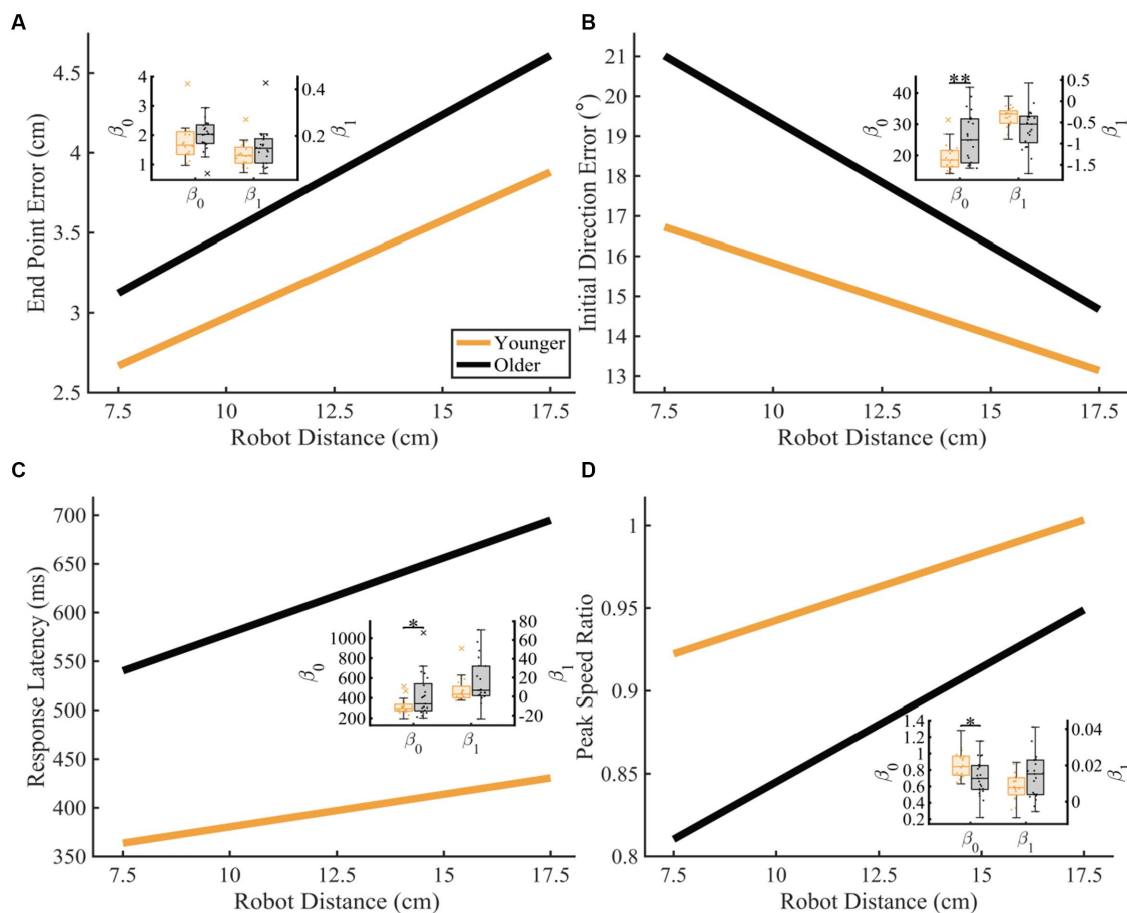 A
End Point Error (cm)
4.5
4
3.5
3
2.5
7.5 10 12.5 15 17.5
Robot Distance (cm)
4
3
2
1
β0
0.4
0.2
β1
β0 β1
Younger
Older
B
Initial Direction Error (°)
21
20
19
18
17
16
15
14
13
7.5 10 12.5 15 17.5
Robot Distance (cm)
**
40
30
20
β0
0.5
0
-0.5
-1
-1.5
β1
β0 β1
C
Response Latency (ms)
700
650
600
550
500
450
400
350
7.5 10 12.5 15 17.5
Robot Distance (cm)
*
1000
800
600
400
200
β0
80
60
40
20
0
-20
β1
β0 β1
D
Peak Speed Ratio
1
0.95
0.9
0.85
0.8
7.5 10 12.5 15 17.5
Robot Distance (cm)
*
1.4
1.2
1.0
0.8
0.6
0.4
0.2
β0
0.04
0.02
0
β1
β0 β1